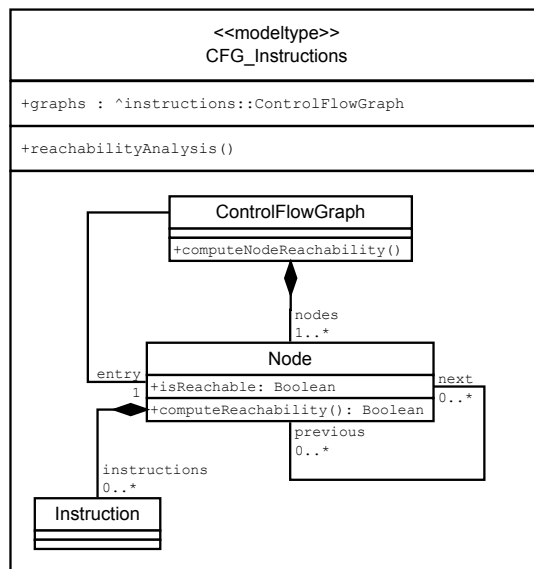 <<modeltype>>
CFG_Instructions
+graphs : ^instructions::ControlFlowGraph
+reachabilityAnalysis()
ControlFlowGraph
+computeNodeReachability()
nodes
1..*
entry
1
Node
+isReachable: Boolean
+computeReachability(): Boolean
next
0..*
previous
0..*
instructions
0..*
Instruction